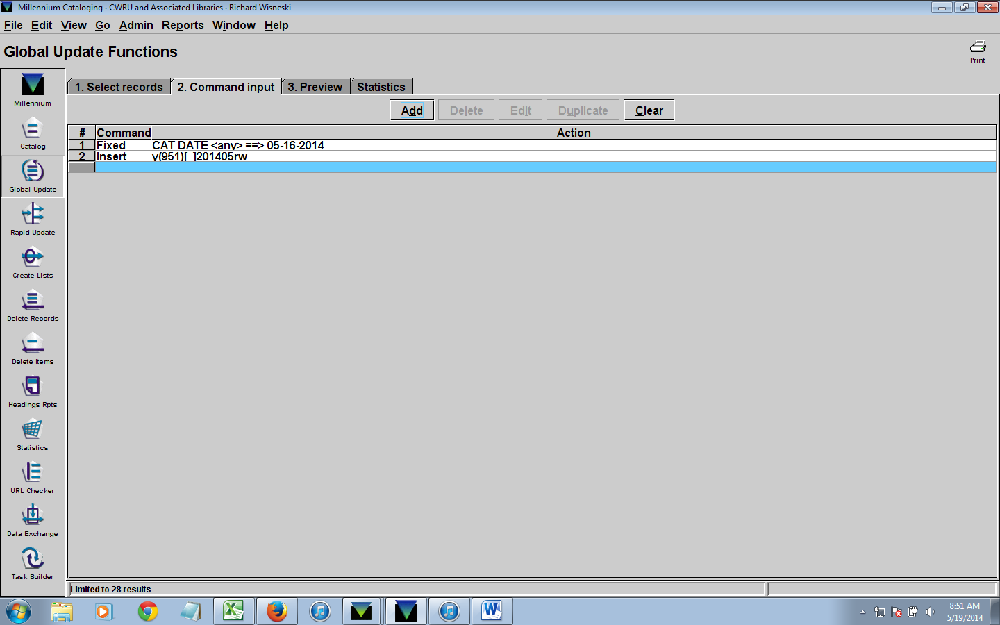 Millennium Cataloging · CWRU and Associated Libraries · Richard Wisneski
File Edit View Go Admin Reports Window Help
Global Update Functions
Print
Millennium
Catalog
Global Update
Rapid Update
Create Lists
Delete Records
Delete Items
Headings Rpts
Statistics
URL Checker
Data Exchange
Task Builder
1. Select records 2. Command input 3. Preview Statistics
Add Delete Edit Duplicate Clear
# Command Action
1 Fixed CAT DATE <any> ==> 05-16-2014
2 Insert y(951)[ ]201405rw
Limited to 28 results
8:51 AM
5/19/2014